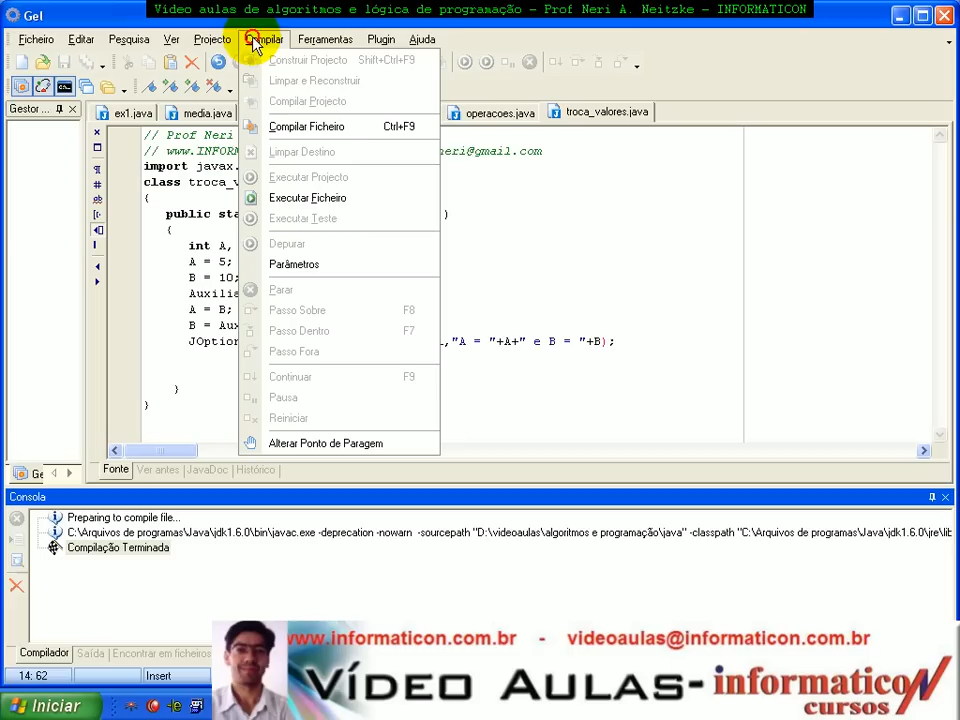 Vídeo aulas de algoritmos e lógica de programação - Prof Neri A. Neitzke - INFORMATICON
Gel
Ficheiro Editar Pesquisa Ver Projecto Compilar Ferramentas Plugin Ajuda
Construir Projecto Shift+Ctrl+F9
Limpar e Reconstruir
Compilar Projecto
Compilar Ficheiro Ctrl+F9
Limpar Destino
Executar Projecto
Executar Ficheiro
Executar Teste
Depurar
Parâmetros
Parar
Passo Sobre F8
Passo Dentro F7
Passo Fora
Continuar F9
Pausa
Reiniciar
Alterar Ponto de Paragem
Gestor ...
ex1.java media.java operacoes.java troca_valores.java
// Prof Neri
// www.INFORM neri@gmail.com
import javax.
class troca_v
{
public sta )
{
int A,
A = 5;
B = 10;
Auxilia
A = B;
B = Aux
JOption ,"A = "+A+" e B = "+B);
}
}
Ge
Fonte Ver antes JavaDoc Histórico
Consola
Preparing to compile file...
C:\Arquivos de programas\Java\jdk1.6.0\bin\javac.exe -deprecation -nowarn -sourcepath "D:\videoaulas\algoritmos e programação\java" -classpath "C:\Arquivos de programas\Java\jdk1.6.0\jre\lib
Compilação Terminada
Compilador Saída Encontrar em ficheiros
14: 62 Insert
www.informaticon.com.br - videoaulas@informaticon.com.br
Vídeo Aulas- informaticon
cursos
Iniciar